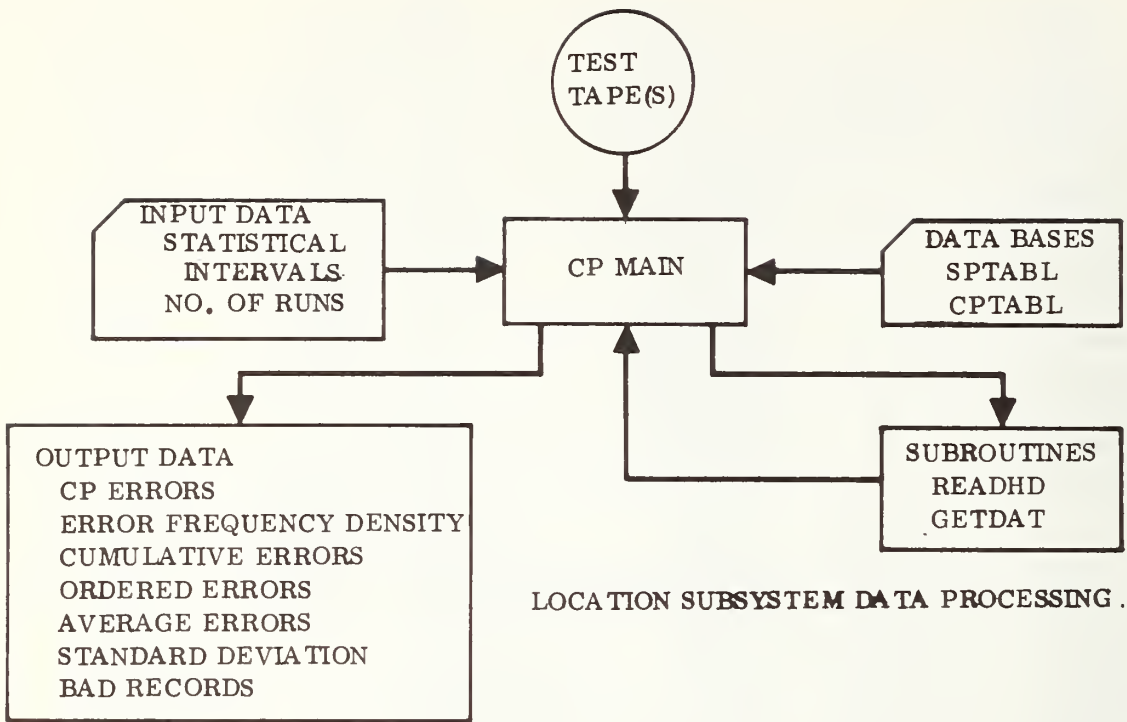 TEST
TAPE(S)
INPUT DATA
STATISTICAL
INTERVALS
NO. OF RUNS
CP MAIN
DATA BASES
SPTABL
CPTABL
OUTPUT DATA
CP ERRORS
ERROR FREQUENCY DENSITY
CUMULATIVE ERRORS
ORDERED ERRORS
AVERAGE ERRORS
STANDARD DEVIATION
BAD RECORDS
SUBROUTINES
READHD
GETDAT
LOCATION SUBSYSTEM DATA PROCESSING.